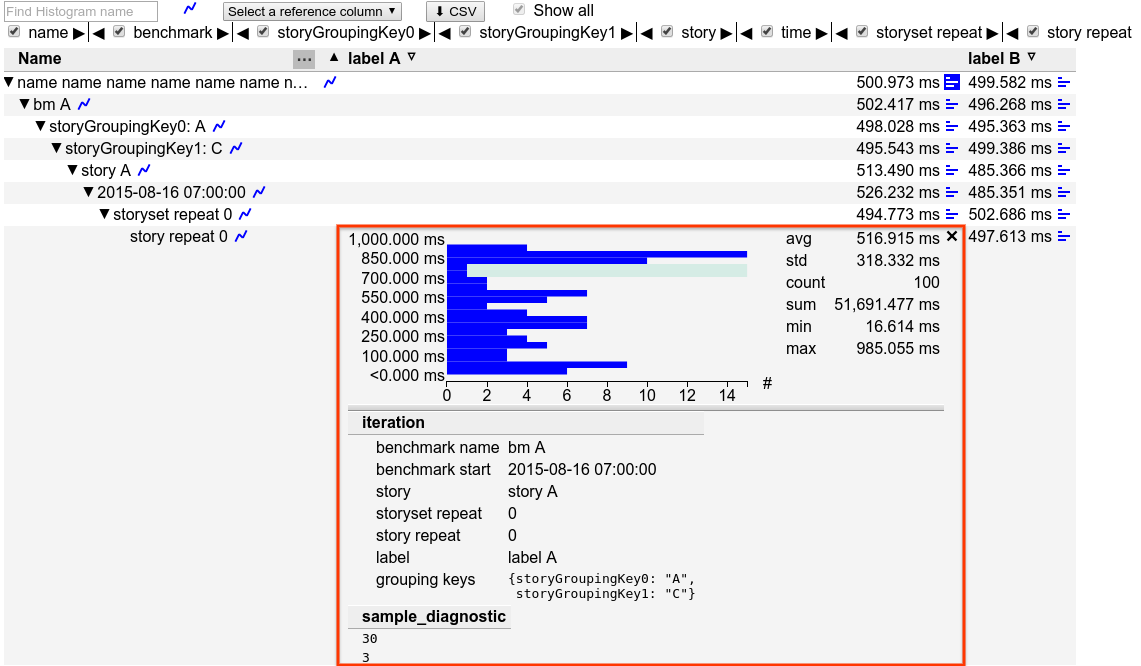 Find Histogram name Select a reference column ▼ ⬇ CSV Show all
name ▶ ◀ benchmark ▶ ◀ storyGroupingKey0 ▶ ◀ storyGroupingKey1 ▶ ◀ story ▶ ◀ time ▶ ◀ storyset repeat ▶ ◀ story repeat
Name ... ▲ label A ▽ label B ▽
▼ name name name name name name n… 500.973 ms 499.582 ms
▼ bm A 502.417 ms 496.268 ms
▼ storyGroupingKey0: A 498.028 ms 495.363 ms
▼ storyGroupingKey1: C 495.543 ms 499.386 ms
▼ story A 513.490 ms 485.366 ms
▼ 2015-08-16 07:00:00 526.232 ms 485.351 ms
▼ storyset repeat 0 494.773 ms 502.686 ms
story repeat 0 1,000.000 ms avg 516.915 ms ✕ 497.613 ms
850.000 ms std 318.332 ms
700.000 ms count 100
550.000 ms sum 51,691.477 ms
400.000 ms min 16.614 ms
250.000 ms max 985.055 ms
100.000 ms
<0.000 ms
0 2 4 6 8 10 12 14 #
iteration
benchmark name bm A
benchmark start 2015-08-16 07:00:00
story story A
storyset repeat 0
story repeat 0
label label A
grouping keys {storyGroupingKey0: "A",
storyGroupingKey1: "C"}
sample_diagnostic
30
3